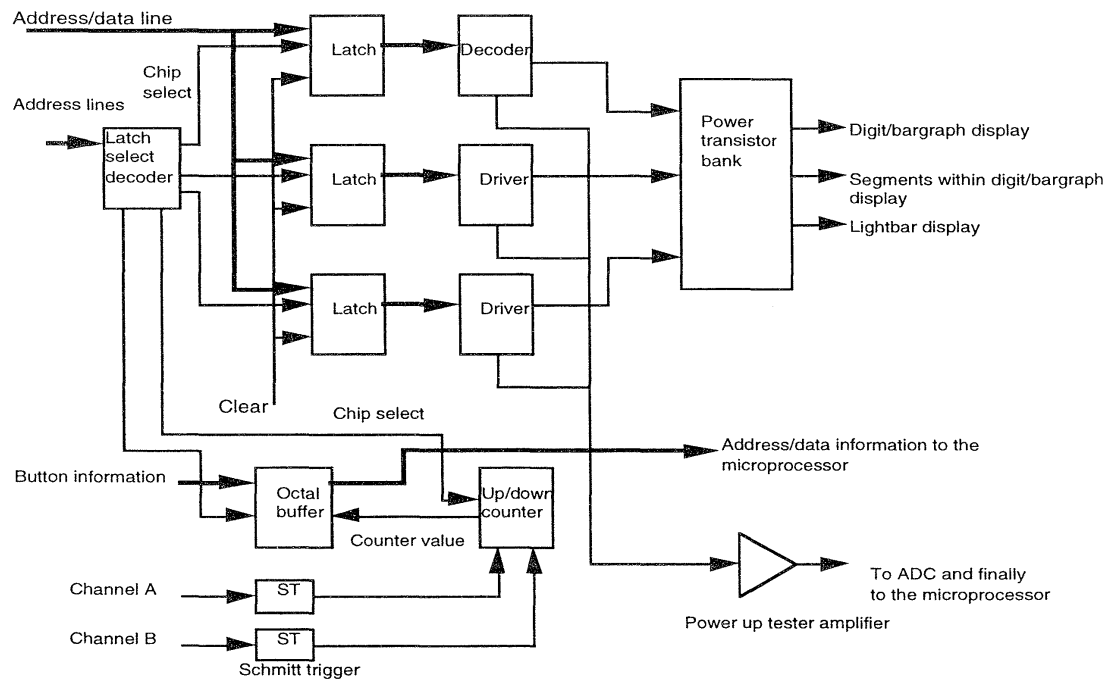 Address/data line
Latch
Decoder
Chip
select
Address lines
Latch
select
decoder
Power
transistor
bank
Digit/bargraph display
Segments within digit/bargraph
display
Lightbar display
Latch
Driver
Latch
Driver
Clear
Chip select
Address/data information to the
microprocessor
Button information
Octal
buffer
Up/down
counter
Counter value
Channel A
ST
Channel B
ST
Schmitt trigger
To ADC and finally
to the microprocessor
Power up tester amplifier